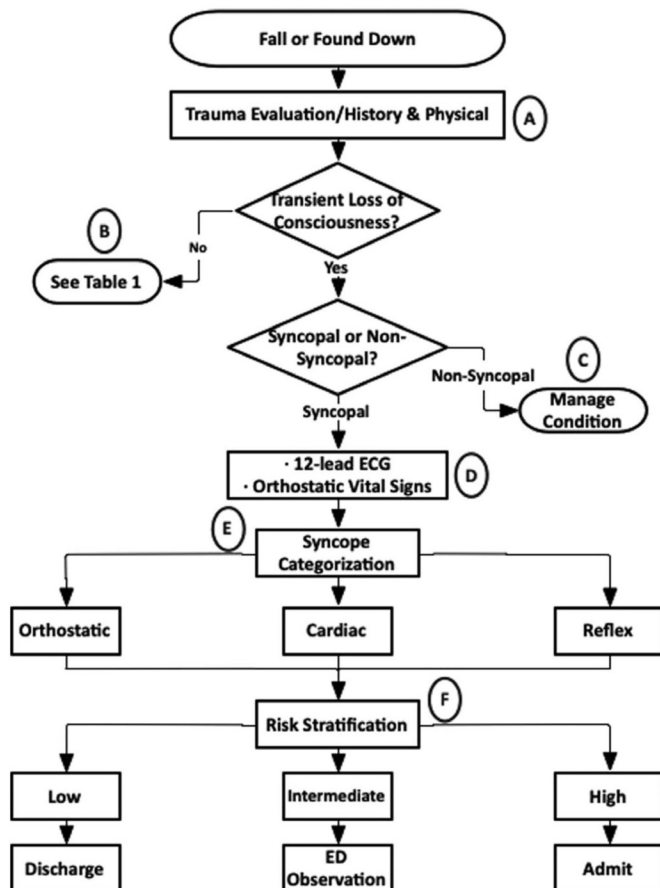 Fall or Found Down
Trauma Evaluation/History & Physical
A
Transient Loss of
Consciousness?
B
No
See Table 1
Yes
Syncopal or Non-
Syncopal?
Non-Syncopal
C
Manage
Condition
Syncopal
· 12-lead ECG
· Orthostatic Vital Signs
D
E
Syncope
Categorization
Orthostatic
Cardiac
Reflex
F
Risk Stratification
Low
Intermediate
High
Discharge
ED
Observation
Admit